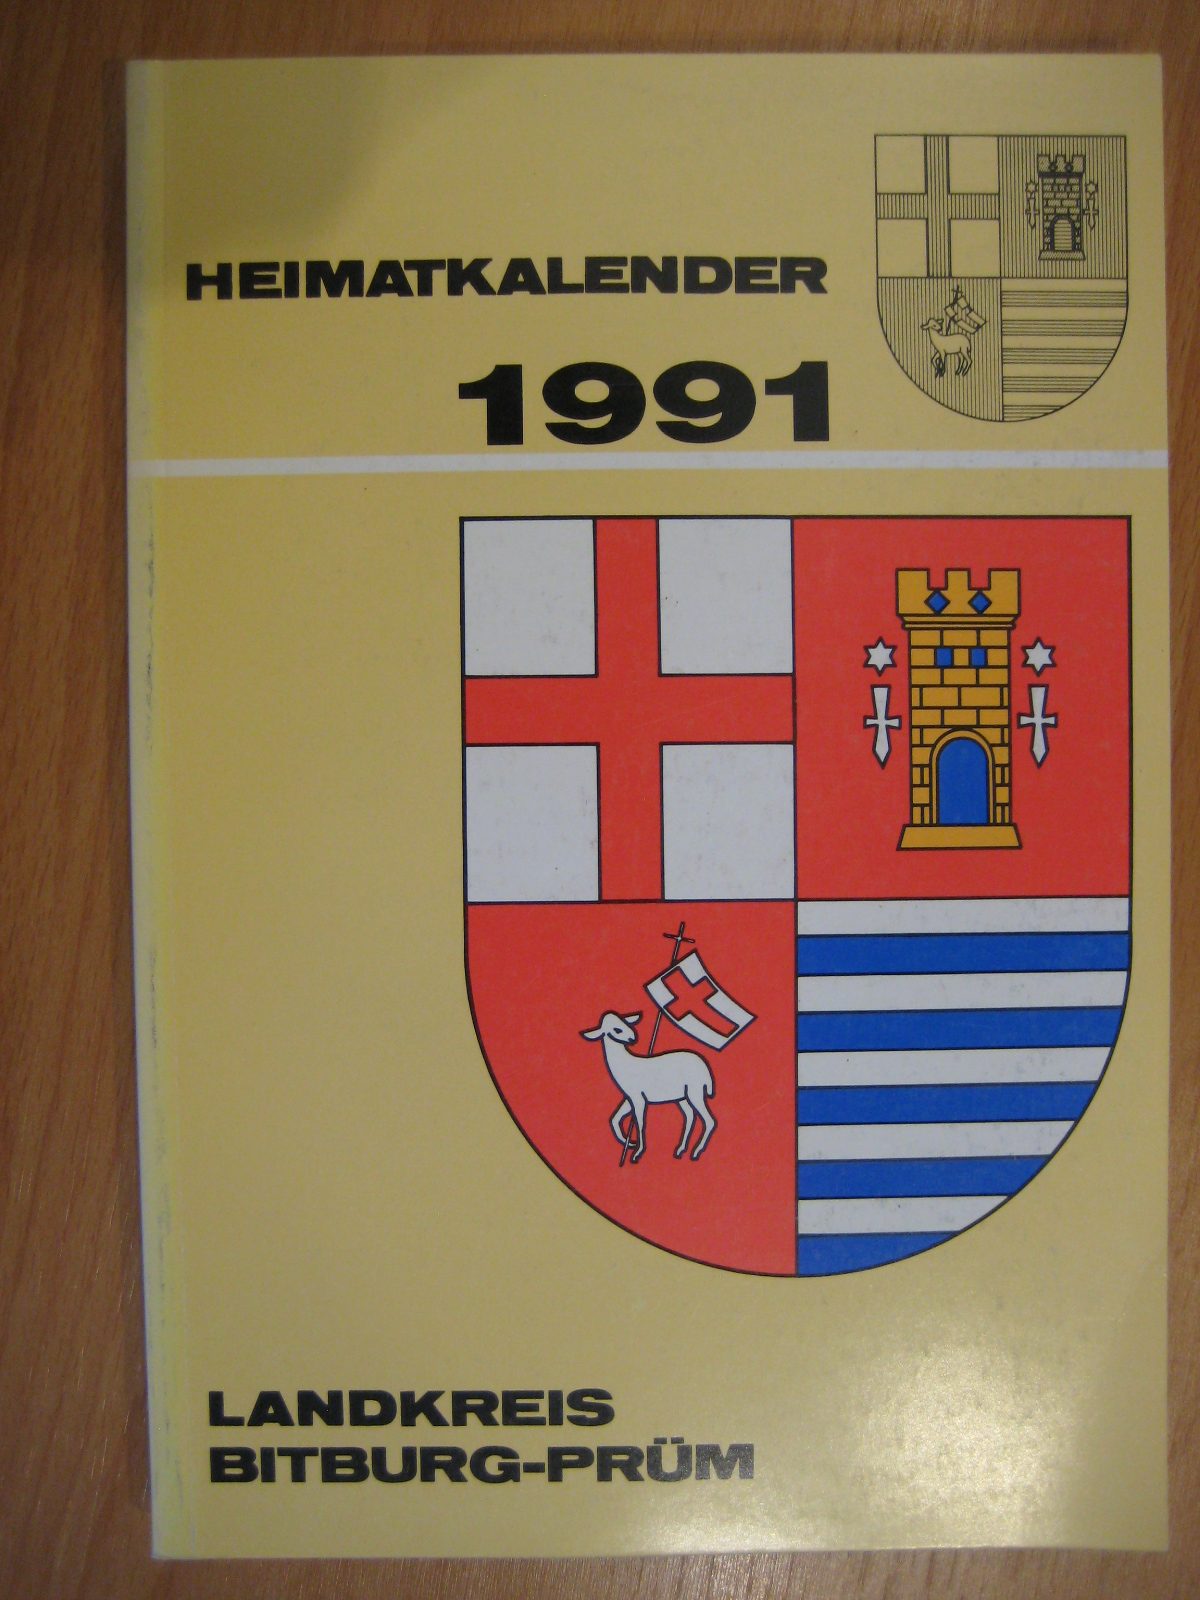 HEIMATKALENDER
1991
LANDKREIS
BITBURG-PRÜM